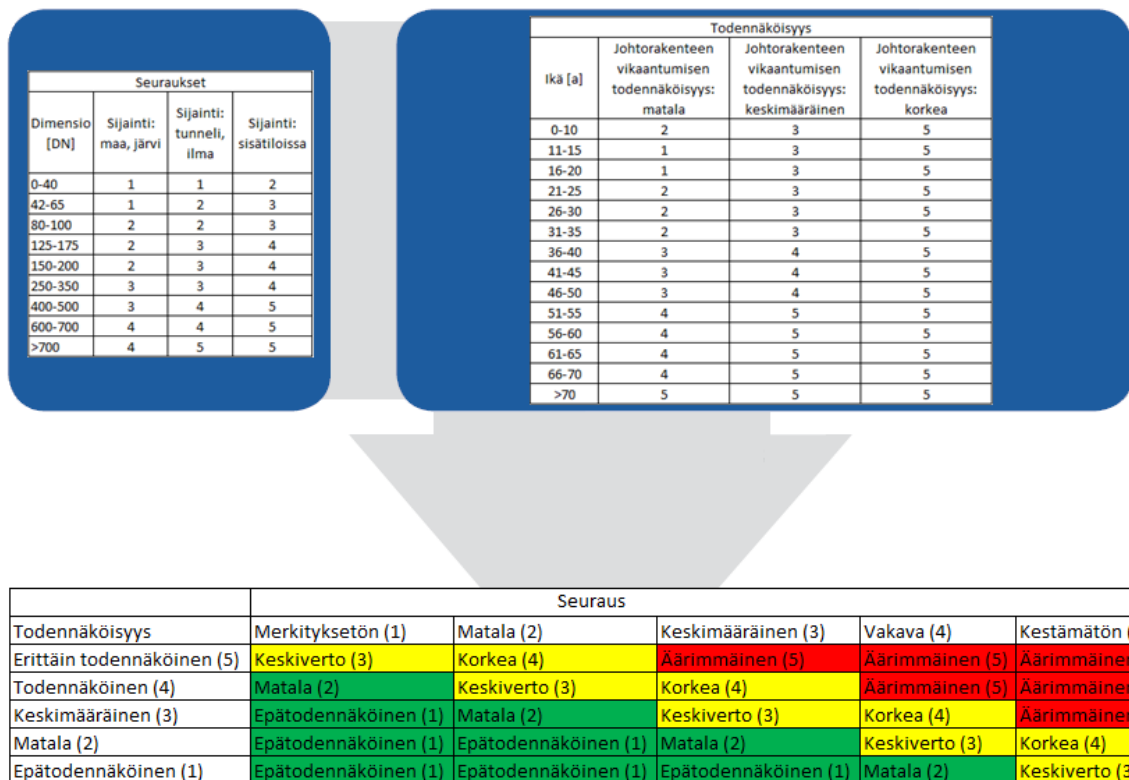 Seuraukset
Dimensio [DN] Sijainti: maa, järvi Sijainti: tunneli, ilma Sijainti: sisätiloissa
0-40 1 1 2
42-65 1 2 3
80-100 2 2 3
125-175 2 3 4
150-200 2 3 4
250-350 3 3 4
400-500 3 4 5
600-700 4 4 5
>700 4 5 5
Todennäköisyys
Ikä [a] Johtorakenteen vikaantumisen todennäköisyys: matala Johtorakenteen vikaantumisen todennäköisyys: keskimääräinen Johtorakenteen vikaantumisen todennäköisyys: korkea
0-10 2 3 5
11-15 1 3 5
16-20 1 3 5
21-25 2 3 5
26-30 2 3 5
31-35 2 3 5
36-40 3 4 5
41-45 3 4 5
46-50 3 4 5
51-55 4 5 5
56-60 4 5 5
61-65 4 5 5
66-70 4 5 5
>70 5 5 5
Seuraus
Todennäköisyys Merkityksetön (1) Matala (2) Keskimääräinen (3) Vakava (4) Kestämätön (
Erittäin todennäköinen (5) Keskiverto (3) Korkea (4) Äärimmäinen (5) Äärimmäinen (5) Äärimmäinen
Todennäköinen (4) Matala (2) Keskiverto (3) Korkea (4) Äärimmäinen (5) Äärimmäinen
Keskimääräinen (3) Epätodennäköinen (1) Matala (2) Keskiverto (3) Korkea (4) Äärimmäinen
Matala (2) Epätodennäköinen (1) Epätodennäköinen (1) Matala (2) Keskiverto (3) Korkea (4)
Epätodennäköinen (1) Epätodennäköinen (1) Epätodennäköinen (1) Epätodennäköinen (1) Matala (2) Keskiverto (3